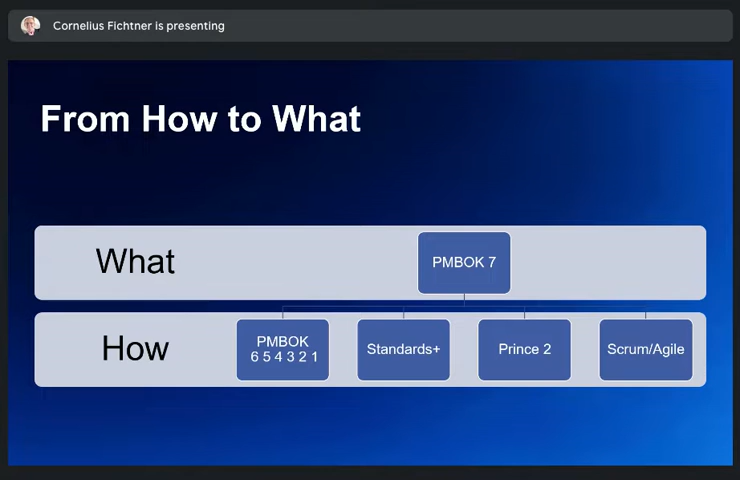 Cornelius Fichtner is presenting
From How to What
What
PMBOK 7
How
PMBOK
6 5 4 3 2 1
Standards+
Prince 2
Scrum/Agile